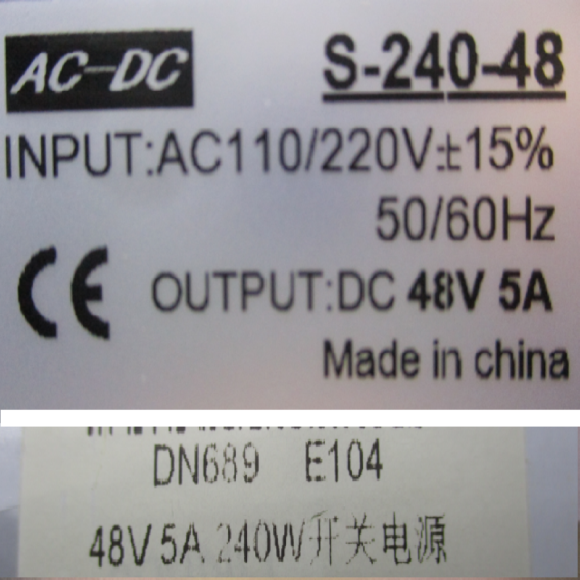 AC-DC S-240-48
INPUT:AC110/220V±15%
50/60Hz
CE OUTPUT:DC 48V 5A
Made in china
DN689 E104
48V 5A 240W开关电源